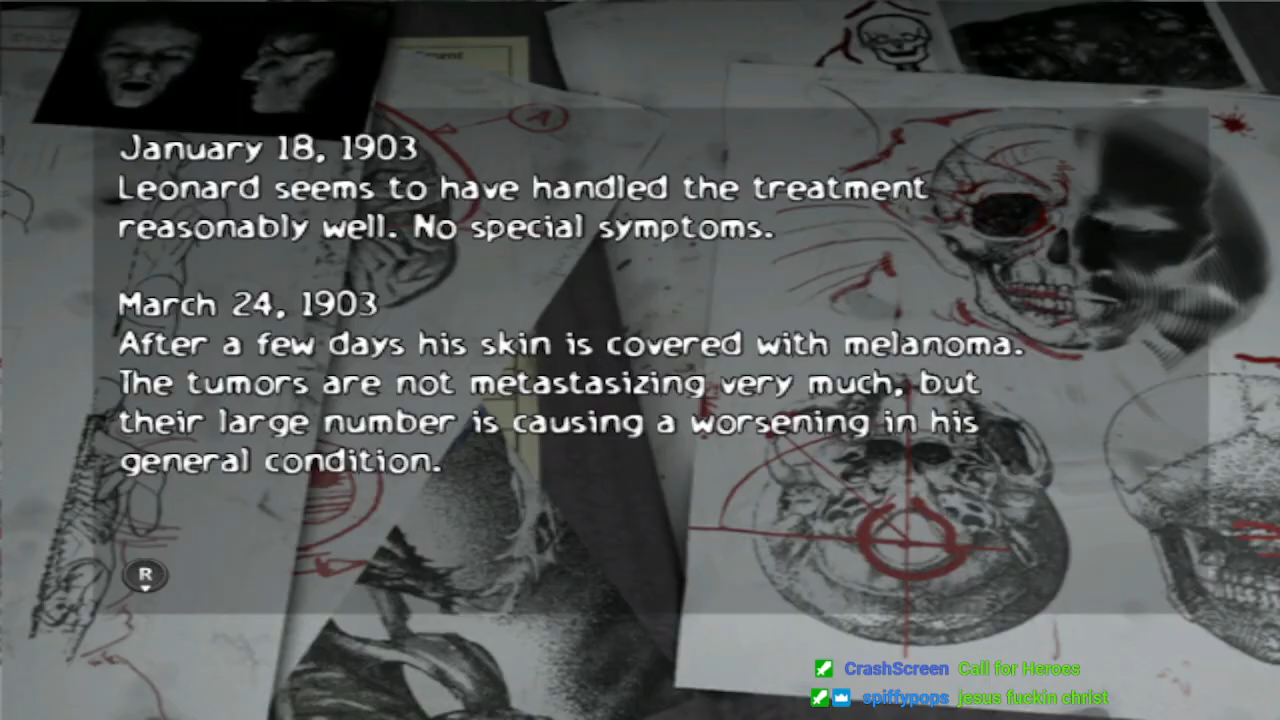 ment
A
January 18, 1903
Leonard seems to have handled the treatment
reasonably well. No special symptoms.
March 24, 1903
After a few days his skin is covered with melanoma.
The tumors are not metastasizing very much, but
their large number is causing a worsening in his
general condition.
R
CrashScreen Call for Heroes
spiffypops jesus fuckin christ